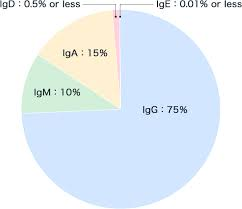 IgD：0.5% or less
IgE：0.01% or less
IgA：15%
IgM：10%
IgG：75%